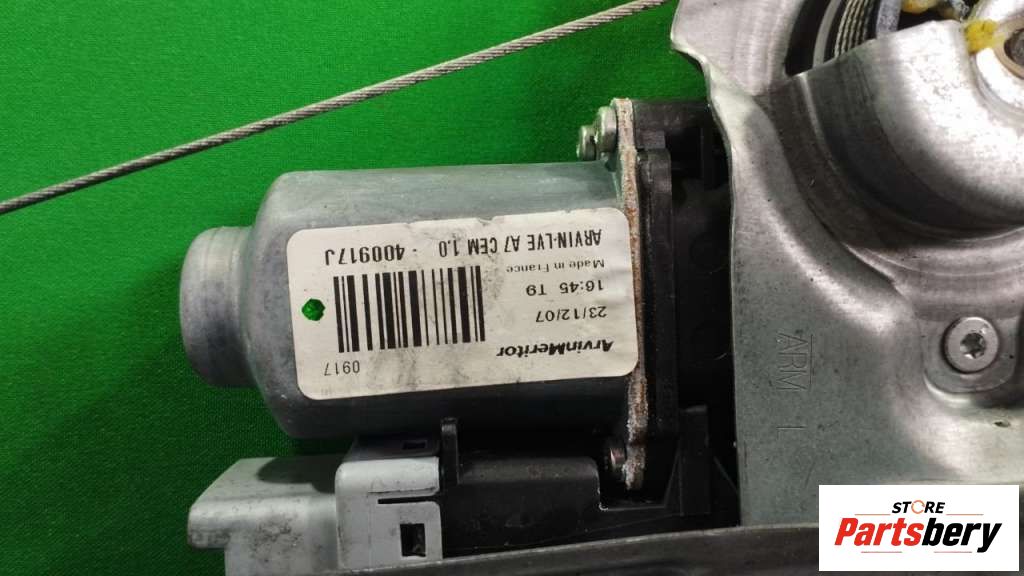 ArvinMeritor
23/12/07
16:45 T9
Made in France
ARVIN-LVE A7 CEM 1.0 - 400917J
0917
ARM L
STORE
Partsbery